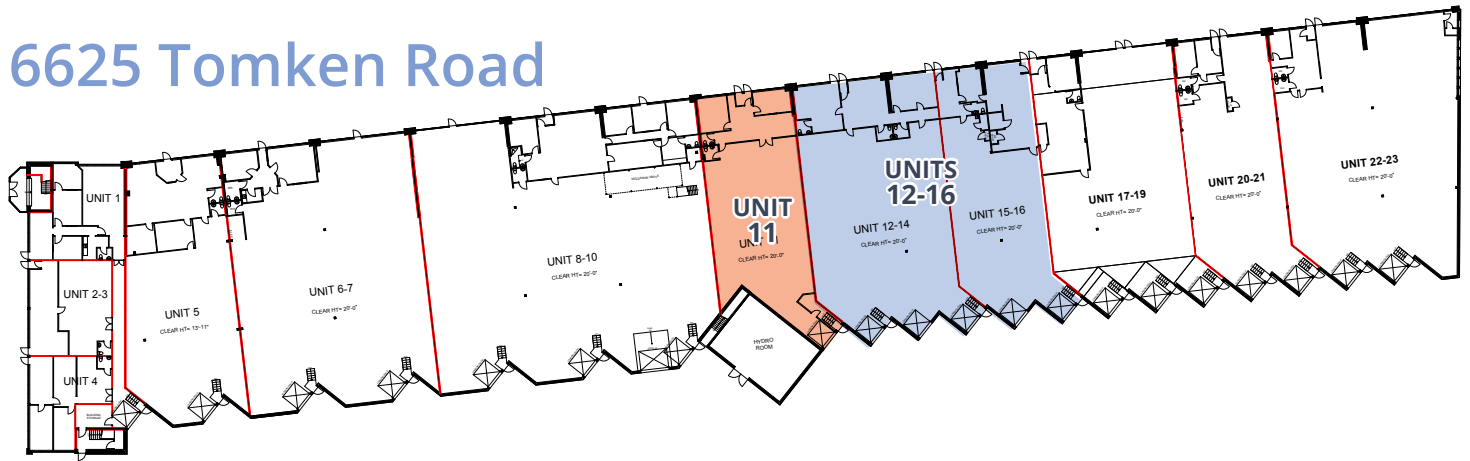 6625 Tomken Road
UNIT 1
UNIT 2-3
UNIT 4
UNIT 5
CLEAR HT= 13'-11"
UNIT 6-7
CLEAR HT= 20'-0"
UNIT 8-10
CLEAR HT= 20'-0"
UNIT
11
CLEAR HT= 20'.0"
HYDRO
ROOM
UNITS
12-16
UNIT 12-14
CLEAR HT= 20'-0"
UNIT 15-16
CLEAR HT= 20'-0"
UNIT 17-19
CLEAR HT= 20'-0"
UNIT 20-21
CLEAR HT= 20'-0"
UNIT 22-23
CLEAR HT= 20'-0"